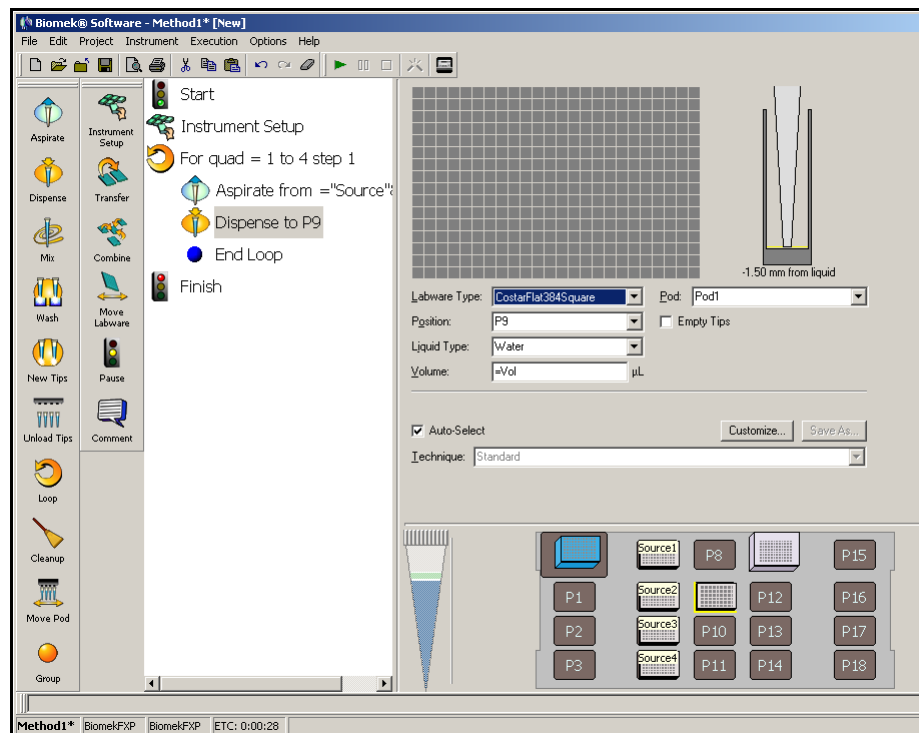 Biomek® Software - Method1* [New]
File Edit Project Instrument Execution Options Help
Aspirate
Dispense
Mix
Wash
New Tips
Unload Tips
Loop
Cleanup
Move Pod
Group
Instrument
Setup
Transfer
Combine
Move
Labware
Pause
Comment
Start
Instrument Setup
For quad = 1 to 4 step 1
Aspirate from ="Source"&
Dispense to P9
End Loop
Finish
-1.50 mm from liquid
Labware Type: CostarFlat384Square Pod: Pod1
Position: P9 Empty Tips
Liquid Type: Water
Volume: =Vol µL
Auto-Select Customize... Save As...
Technique: Standard
Source1 P8 P15
P1 Source2 P12 P16
P2 Source3 P10 P13 P17
P3 Source4 P11 P14 P18
Method1* BiomekFXP BiomekFXP ETC: 0:00:28